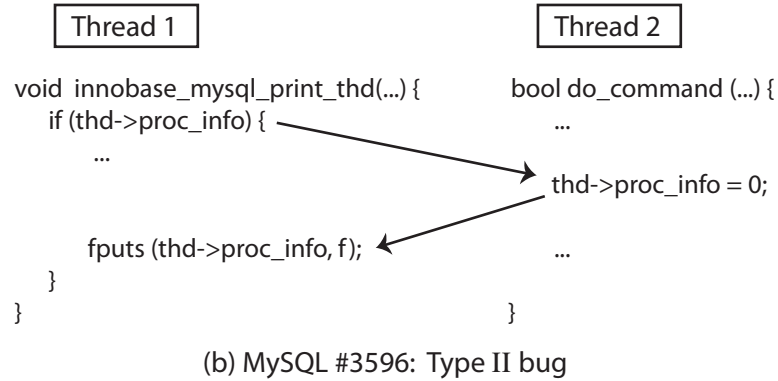 Thread 1
Thread 2
void innobase_mysql_print_thd(...) {
if (thd->proc_info) {
...
fputs (thd->proc_info, f);
}
}
bool do_command (...) {
...
thd->proc_info = 0;
...
}
(b) MySQL #3596: Type II bug